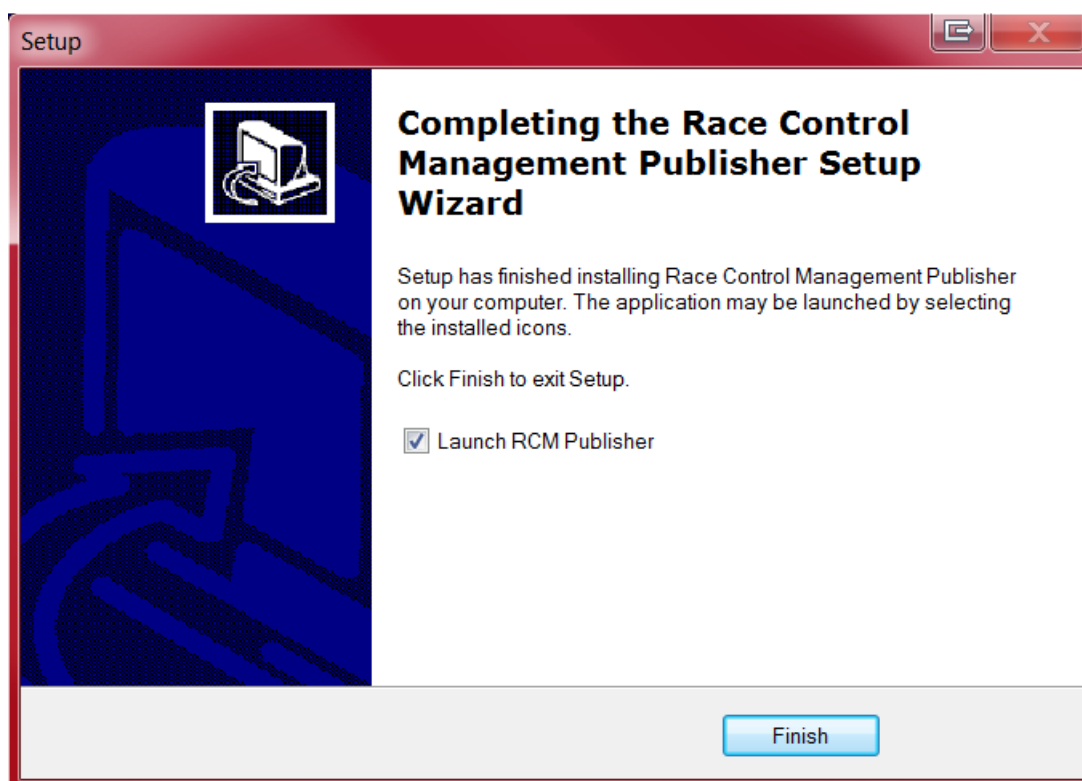 Setup
Completing the Race Control
Management Publisher Setup
Wizard
Setup has finished installing Race Control Management Publisher
on your computer. The application may be launched by selecting
the installed icons.
Click Finish to exit Setup.
Launch RCM Publisher
Finish